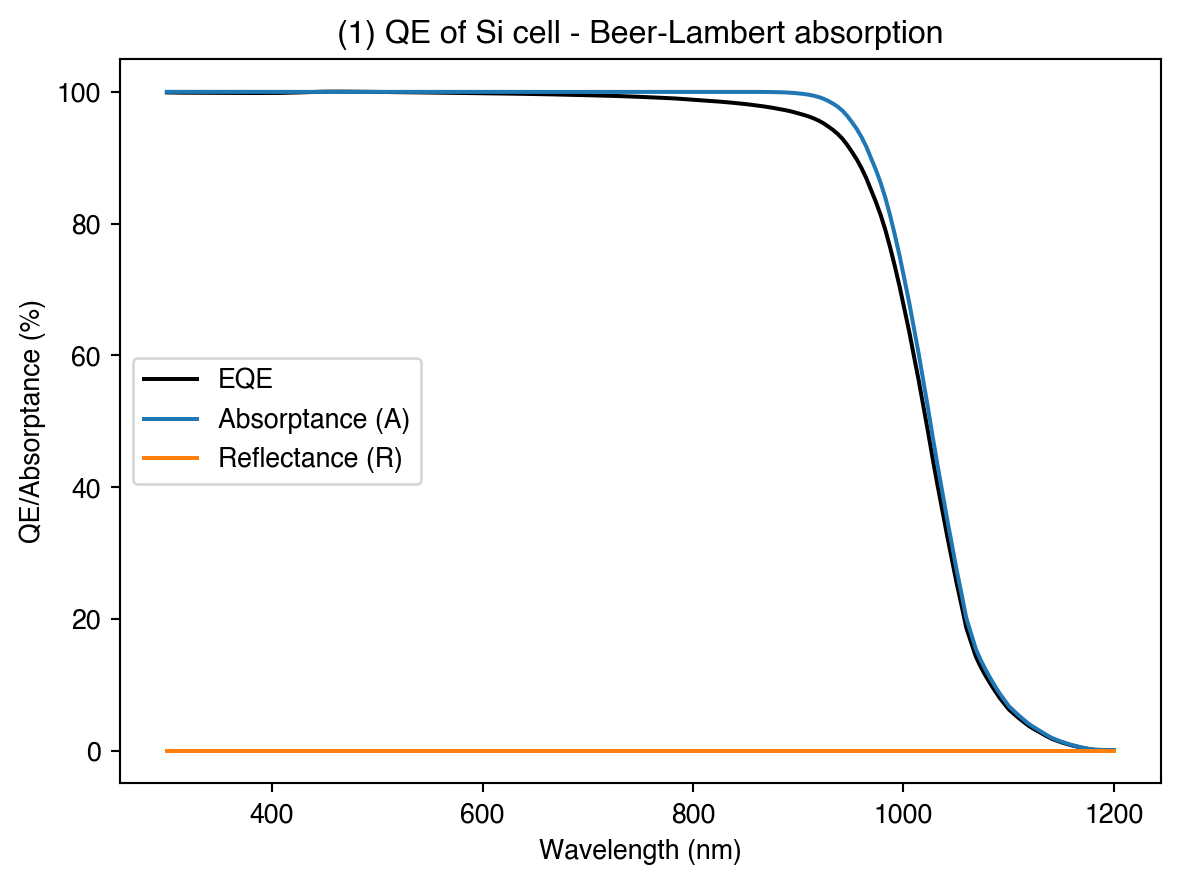 (1) QE of Si cell - Beer-Lambert absorption
QE/Absorptance (%)
100
80
60
40
20
0
EQE
Absorptance (A)
Reflectance (R)
400 600 800 1000 1200
Wavelength (nm)